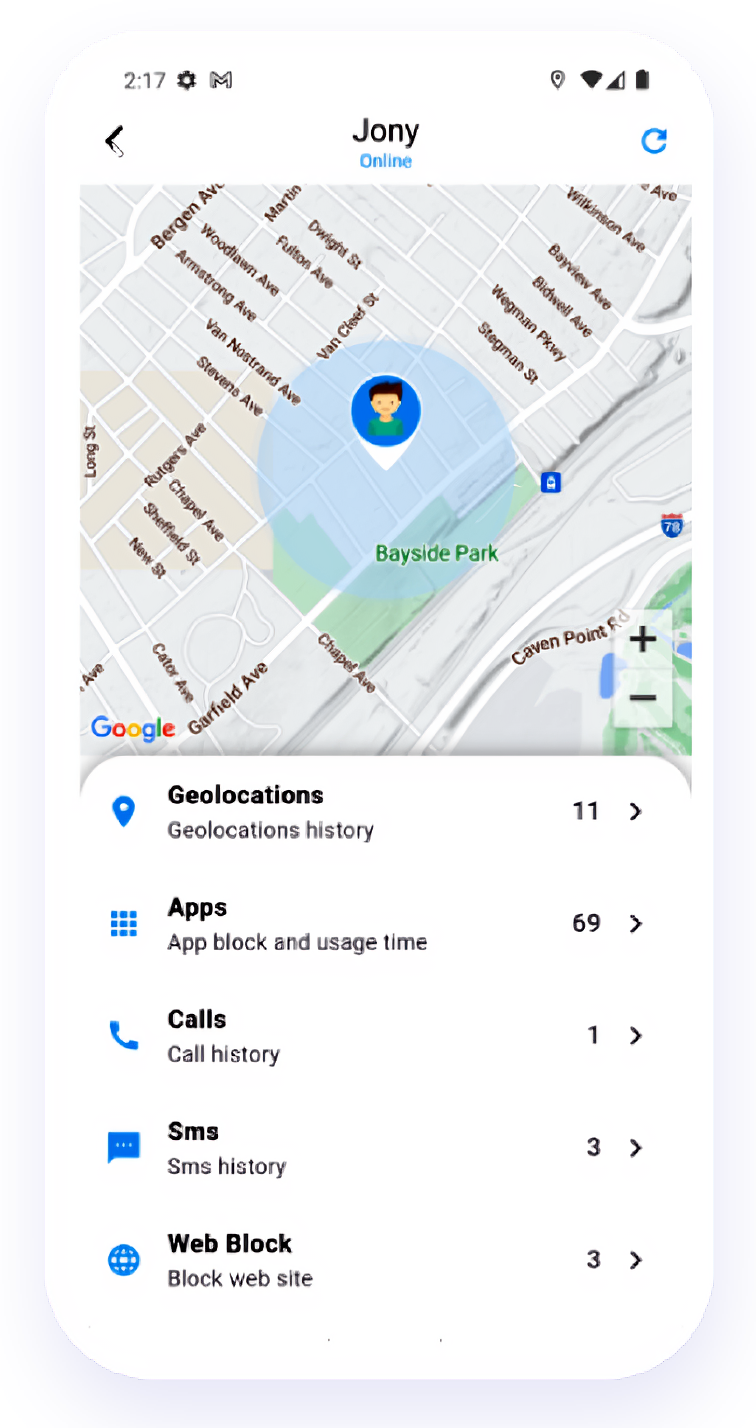 2:17
Jony
Online
Bergen Ave
Martin
Wilkinson Ave
Ave
Woodlawn Ave
Dwight St
Fulton Ave
Armstrong Ave
Bayview Ave
Bidwell Ave
Van Cleef St
Wegman Pkwy
Stegman St
Van Nostrand Ave
Stevens Ave
Long St
Rutgers Ave
Chapel Ave
Sheffield St
New St
78
Bayside Park
Caven Point Rd
+
Chapel Ave
Cator Ave
Garfield Ave
Ave
−
Google
Geolocations
11
Geolocations history
Apps
69
App block and usage time
Calls
1
Call history
Sms
3
Sms history
Web Block
3
Block web site